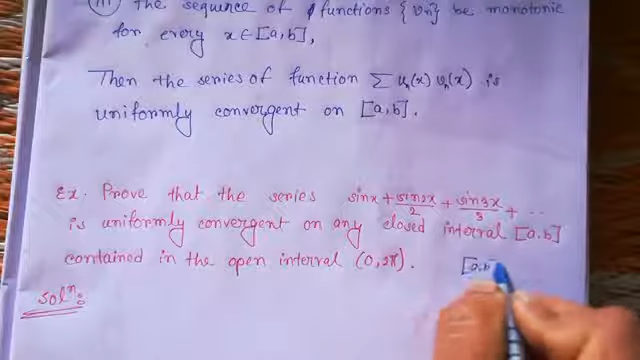 (iii) the sequence of functions {vₙ} be monotonic
for every x ∈ [a,b],
Then the series of function ∑ uₙ(x) vₙ(x) is
uniformly convergent on [a,b].
Ex. Prove that the series sinx + sin2x/2 + sin3x/3 + ...
is uniformly convergent on any closed interval [a,b]
contained in the open interval (0,2π). [a,b
Solⁿ: